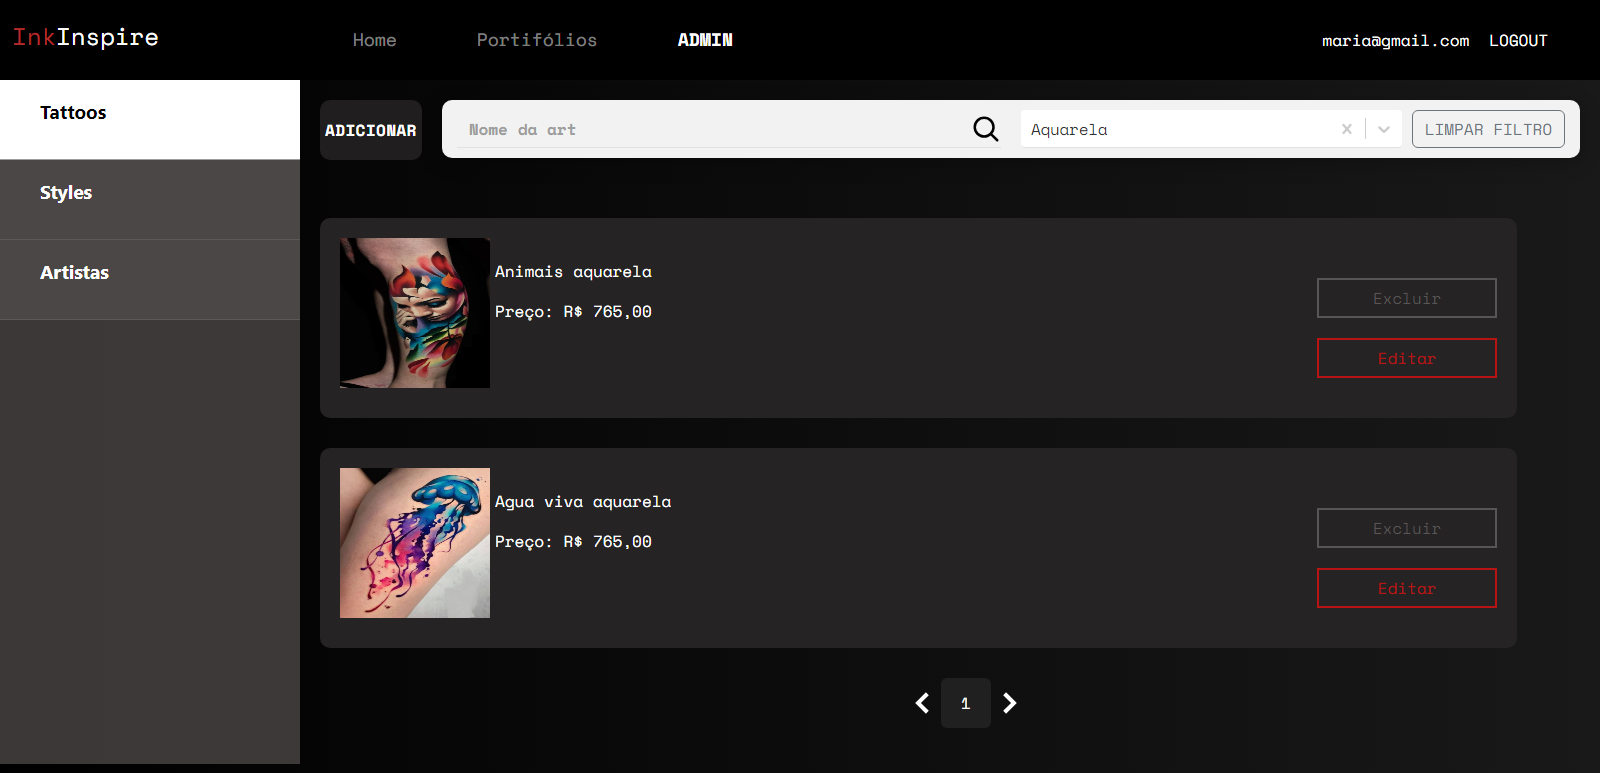 InkInspire
Home
Portifólios
ADMIN
maria@gmail.com
LOGOUT
Tattoos
Styles
Artistas
ADICIONAR
Nome da art
Aquarela
LIMPAR FILTRO
Animais aquarela
Preço: R$ 765,00
Excluir
Editar
Agua viva aquarela
Preço: R$ 765,00
Excluir
Editar
1